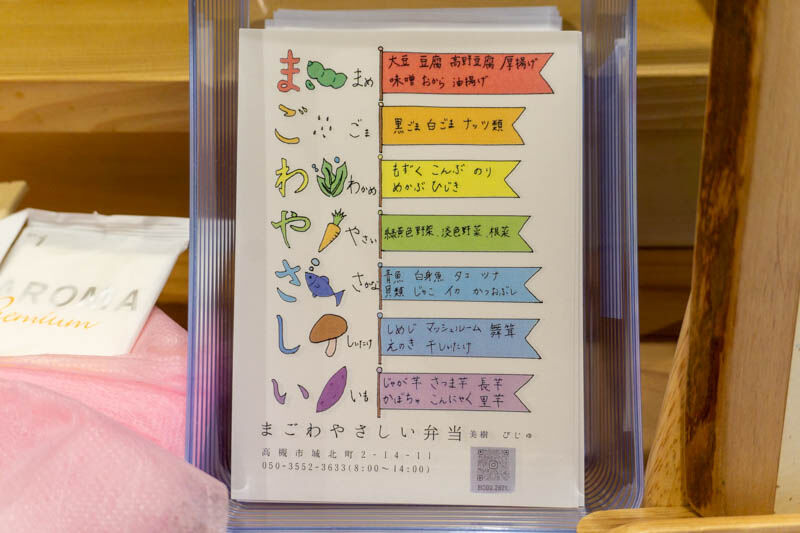 ま まめ
大豆 豆腐 高野豆腐 厚揚げ
味噌 おから 油揚げ
ご ごま
黒ごま 白ごま ナッツ類
わ わかめ
もずく こんぶ のり
めかぶ ひじき
や やさい
緑黄色野菜、淡色野菜、根菜
さ さかな
青魚 白身魚 タコ ツナ
貝類 じゃこ イカ かつおぶし
し しいたけ
しめじ マッシュルーム 舞茸
えのき 干しいたけ
い いも
じゃが芋 さつま芋 長芋
かぼちゃ こんにゃく 里芋
まごわやさしい弁当 美樹 びじゅ
高槻市城北町2-14-11
050-3552-3633(8:00~14:00)
AROMA
Premium